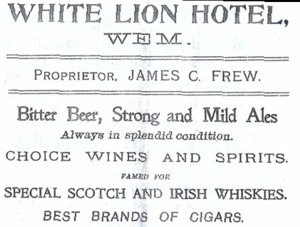 WHITE LION HOTEL,
WEM.
PROPRIETOR, JAMES C. FREW.
Bitter Beer, Strong and Mild Ales
Always in splendid condition.
CHOICE WINES AND SPIRITS.
FAMED FOR
SPECIAL SCOTCH AND IRISH WHISKIES.
BEST BRANDS OF CIGARS.